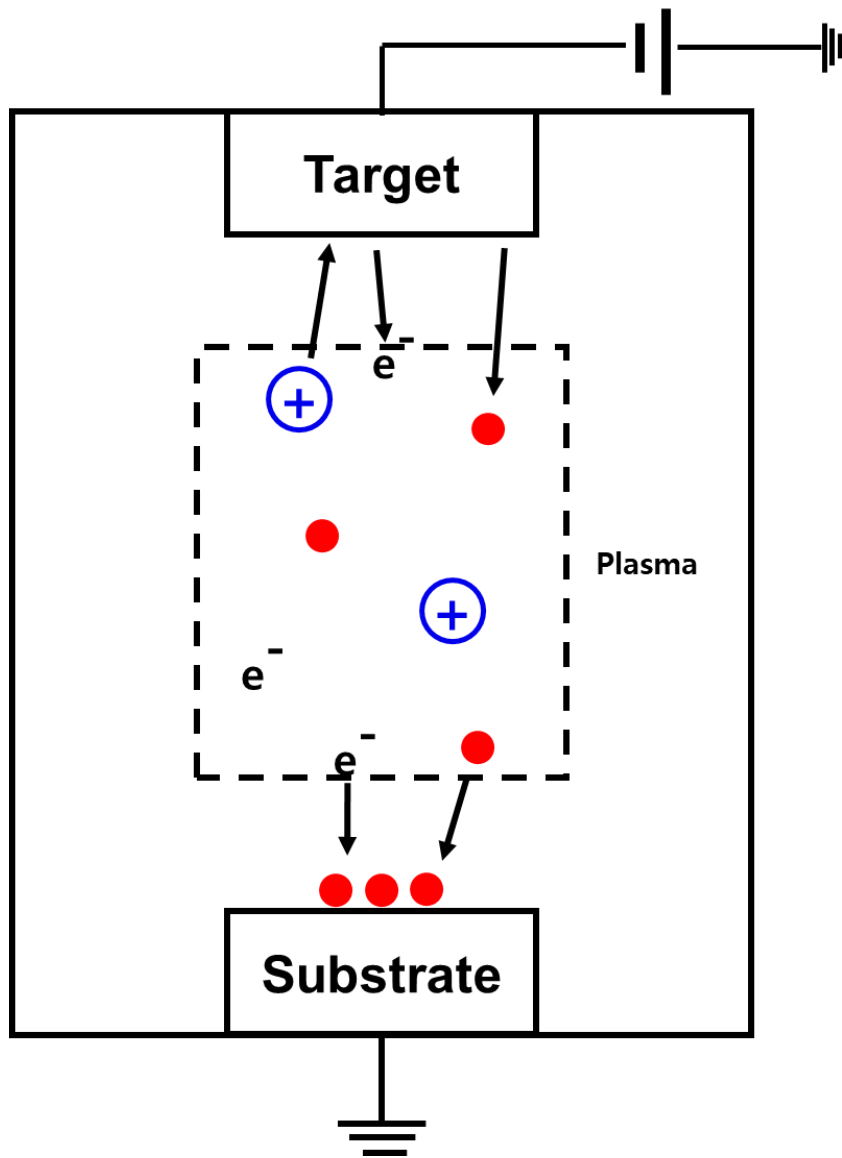 Target
e⁻
+
Plasma
+
e⁻
e⁻
Substrate